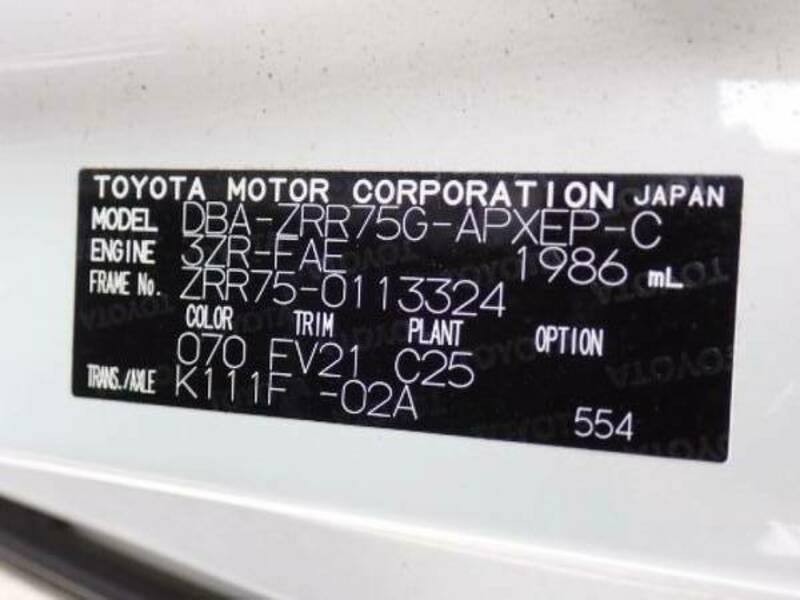 TOYOTA MOTOR CORPORATION JAPAN
MODEL DBA-ZRR75G-APXEP-C
ENGINE 3ZR-FAE 1986 mL
FRAME No. ZRR75-0113324
COLOR TRIM PLANT OPTION
070 FV21 C25
TRANS./AXLE K111F -02A
554